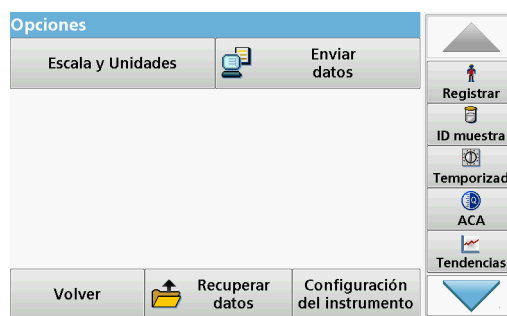 Opciones
Escala y Unidades
Enviar
datos
Registrar
ID muestra
Temporizad
ACA
Tendencias
Volver
Recuperar
datos
Configuración
del instrumento